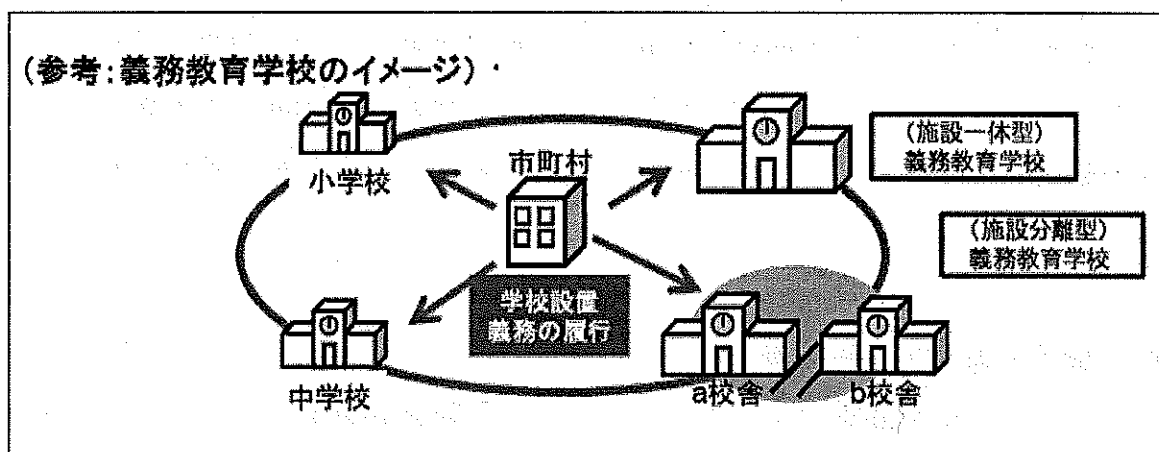 (参考:義務教育学校のイメージ)
小学校
市町村
(施設一体型)
義務教育学校
(施設分離型)
義務教育学校
学校設置
義務の履行
中学校
a校舎
b校舎